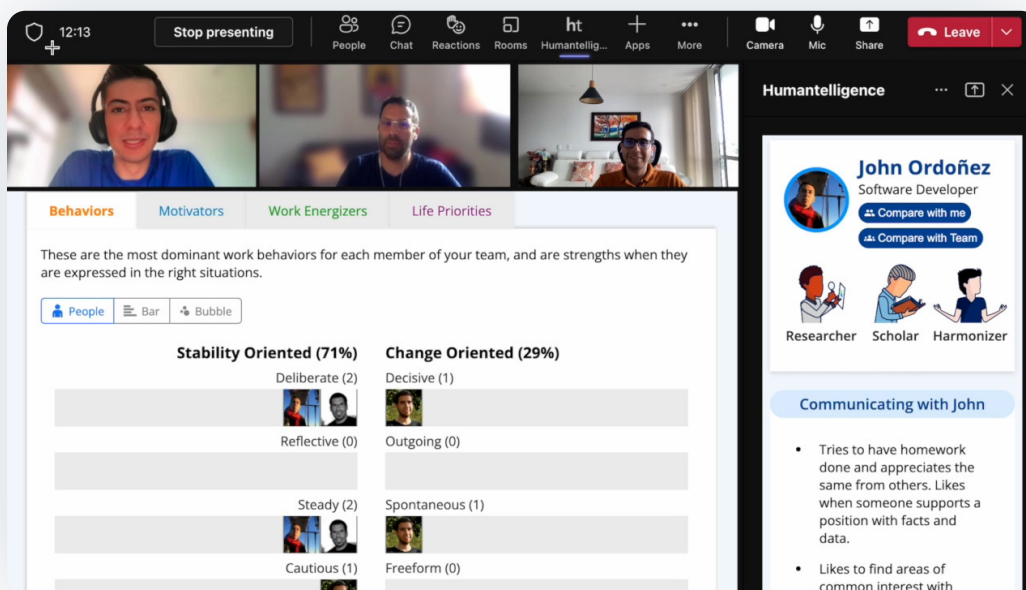 12:13
Stop presenting
People
Chat
Reactions
Rooms
ht
Humantellig...
Apps
More
Camera
Mic
Share
Leave
Humantelligence
John Ordoñez
Software Developer
Compare with me
Compare with Team
Researcher Scholar Harmonizer
Communicating with John
• Tries to have homework
done and appreciates the
same from others. Likes
when someone supports a
position with facts and
data.
• Likes to find areas of
common interest with
Behaviors Motivators Work Energizers Life Priorities
These are the most dominant work behaviors for each member of your team, and are strengths when they
are expressed in the right situations.
People Bar Bubble
Stability Oriented (71%) Change Oriented (29%)
Deliberate (2) Decisive (1)
Reflective (0) Outgoing (0)
Steady (2) Spontaneous (1)
Cautious (1) Freeform (0)